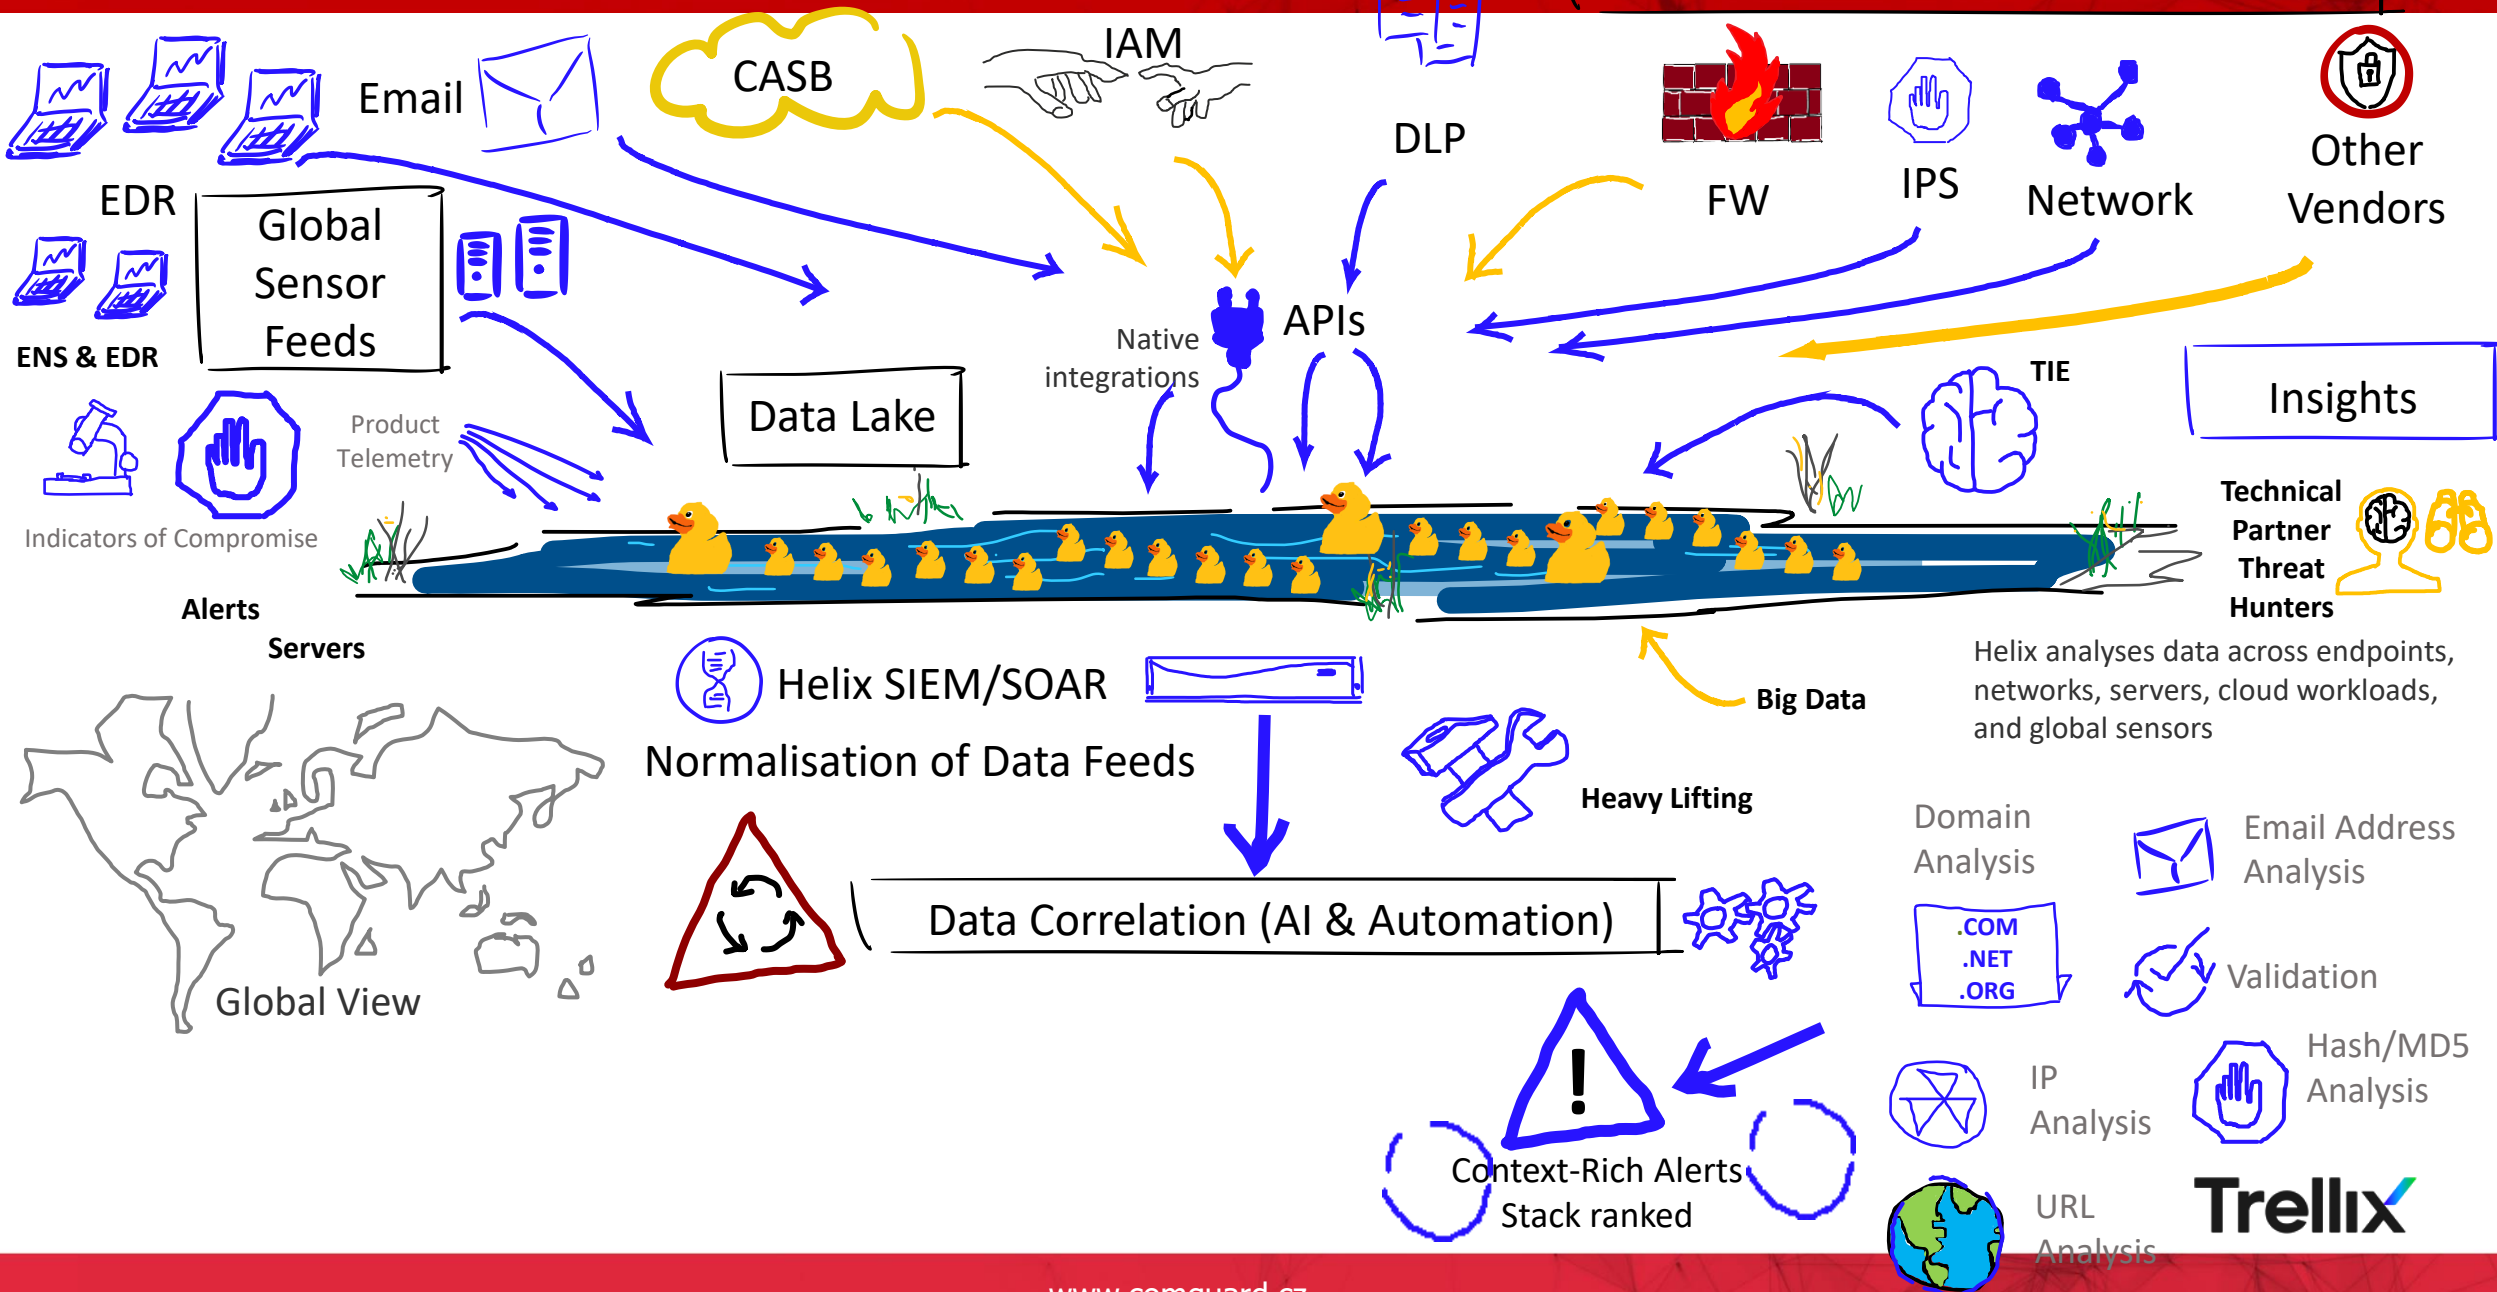 IAM
Email
CASB
DLP
Other
Vendors
EDR
FW
IPS
Network
Global
Sensor
Feeds
ENS & EDR
Native
integrations
APIs
TIE
Insights
Data Lake
Product
Telemetry
Indicators of Compromise
Technical
Partner
Threat
Hunters
Alerts
Servers
Helix SIEM/SOAR
Big Data
Helix analyses data across endpoints,
networks, servers, cloud workloads,
and global sensors
Normalisation of Data Feeds
Heavy Lifting
Domain
Analysis
Email Address
Analysis
Data Correlation (AI & Automation)
.COM
.NET
.ORG
Validation
Global View
!
Hash/MD5
Analysis
IP
Analysis
Context-Rich Alerts
Stack ranked
URL
Analysis
Trellix
www.comguard.cz